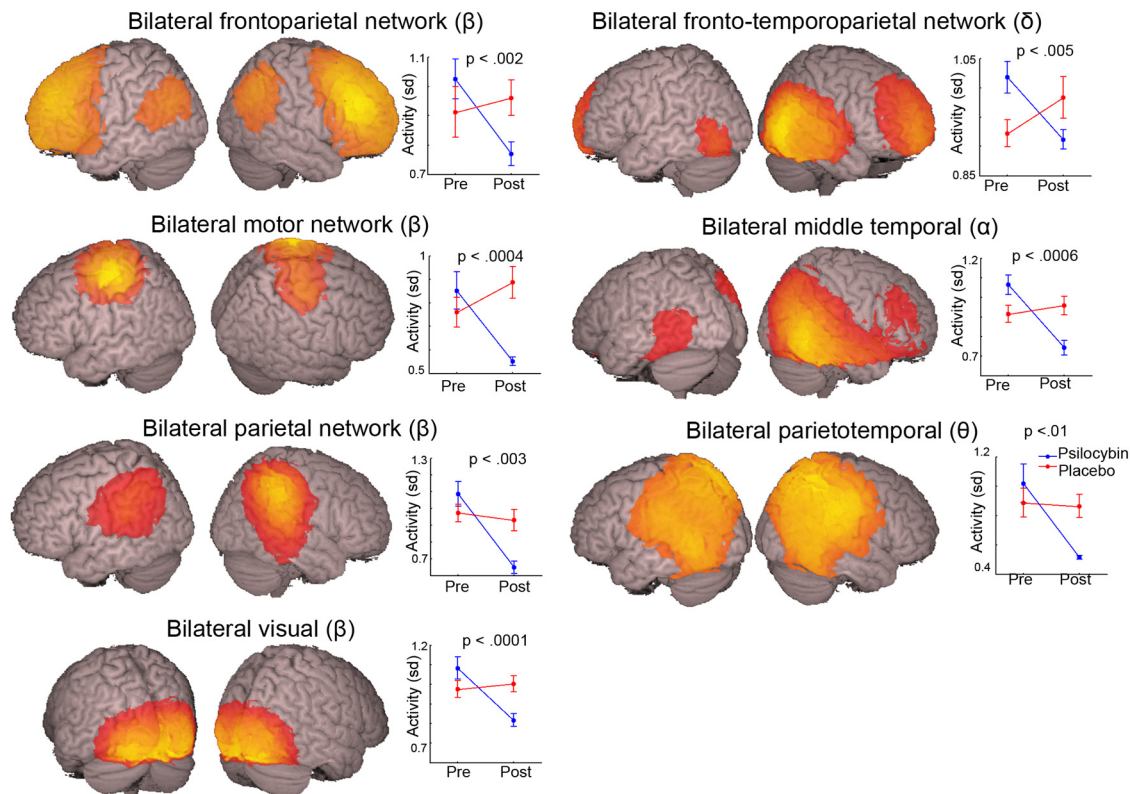 Bilateral frontoparietal network (β)
1.1
p < .002
Activity (sd)
0.7
Pre Post
Bilateral fronto-temporoparietal network (δ)
1.05
p < .005
Activity (sd)
0.85
Pre Post
Bilateral motor network (β)
1
p < .0004
Activity (sd)
0.5
Pre Post
Bilateral middle temporal (α)
1.2
p < .0006
Activity (sd)
0.7
Pre Post
Bilateral parietal network (β)
1.3
p < .003
Activity (sd)
0.7
Pre Post
Bilateral parietotemporal (θ)
p <.01
1.2
Psilocybin
Placebo
Activity (sd)
0.4
Pre Post
Bilateral visual (β)
1.2
p < .0001
Activity (sd)
0.7
Pre Post